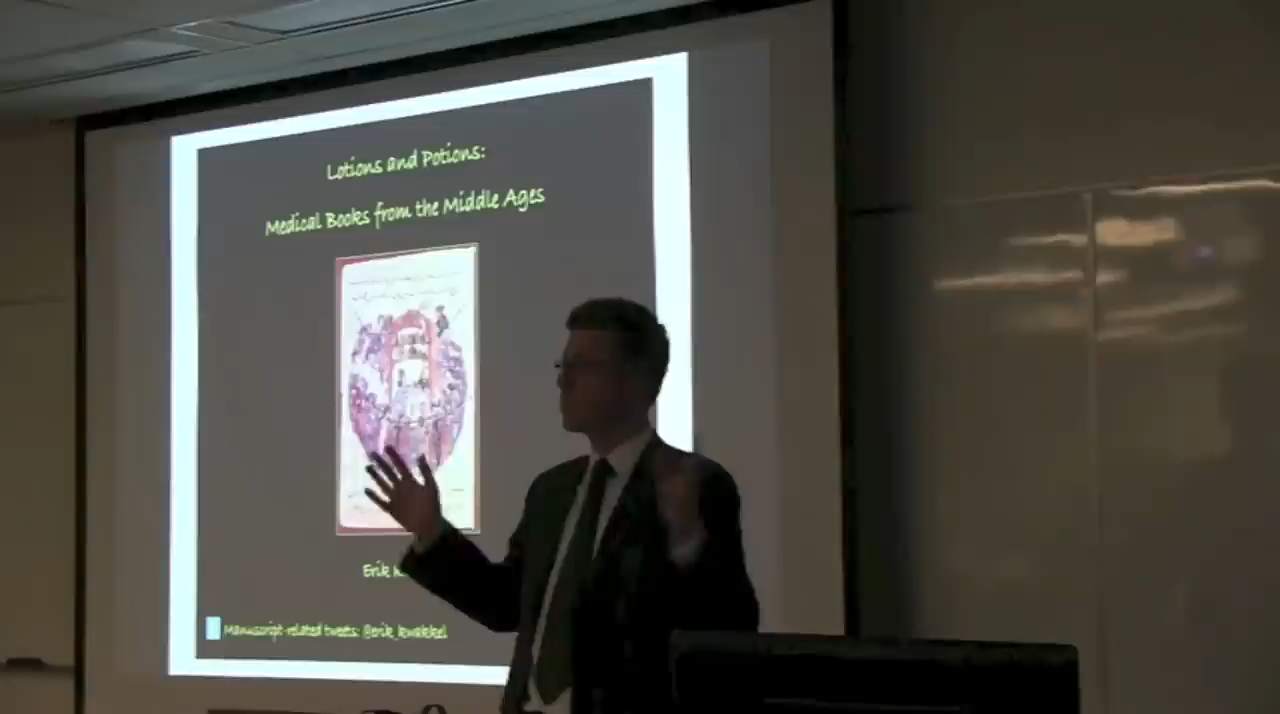 Lotions and Potions:
Medical Books from the Middle Ages
Erik K
Manuscript-related tweets: @erik_kwakkel